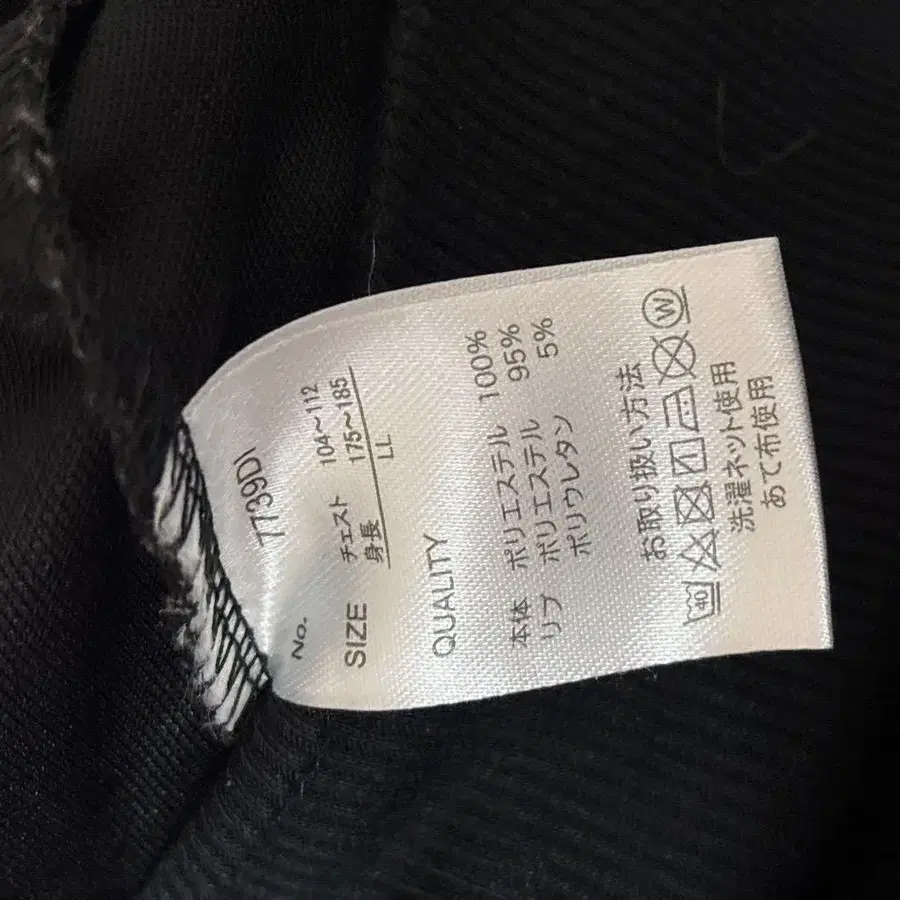 No. 7739DI
SIZE チェスト 104～112
身長 175～185
LL
QUALITY
本体 ポリエステル 100%
リブ ポリエステル 95%
ポリウレタン 5%
お取り扱い方法
40 W
洗濯ネット使用
あて布使用